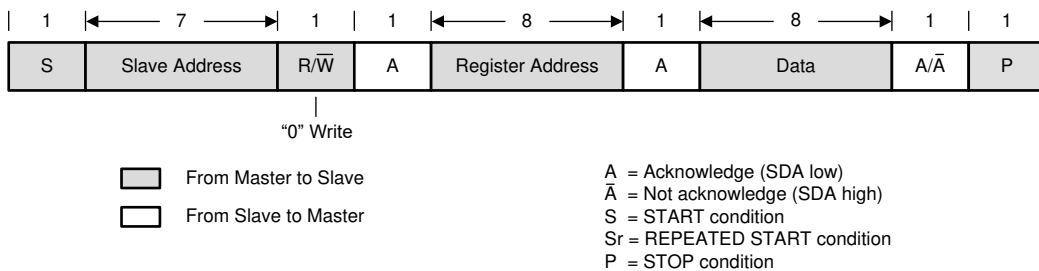 1 7 1 1 8 1 8 1 1
S Slave Address R/W̅ A Register Address A Data A/A̅ P
“0” Write
From Master to Slave
From Slave to Master
A = Acknowledge (SDA low)
A̅ = Not acknowledge (SDA high)
S = START condition
Sr = REPEATED START condition
P = STOP condition